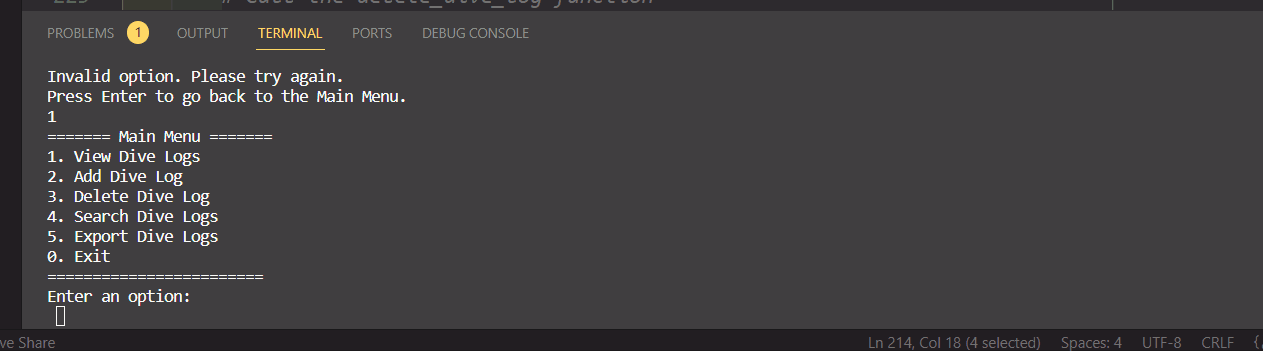 225 # Call the delete_dive_log function
PROBLEMS 1 OUTPUT TERMINAL PORTS DEBUG CONSOLE
Invalid option. Please try again.
Press Enter to go back to the Main Menu.
1
======= Main Menu =======
1. View Dive Logs
2. Add Dive Log
3. Delete Dive Log
4. Search Dive Logs
5. Export Dive Logs
0. Exit
========================
Enter an option:
ve Share Ln 214, Col 18 (4 selected) Spaces: 4 UTF-8 CRLF {